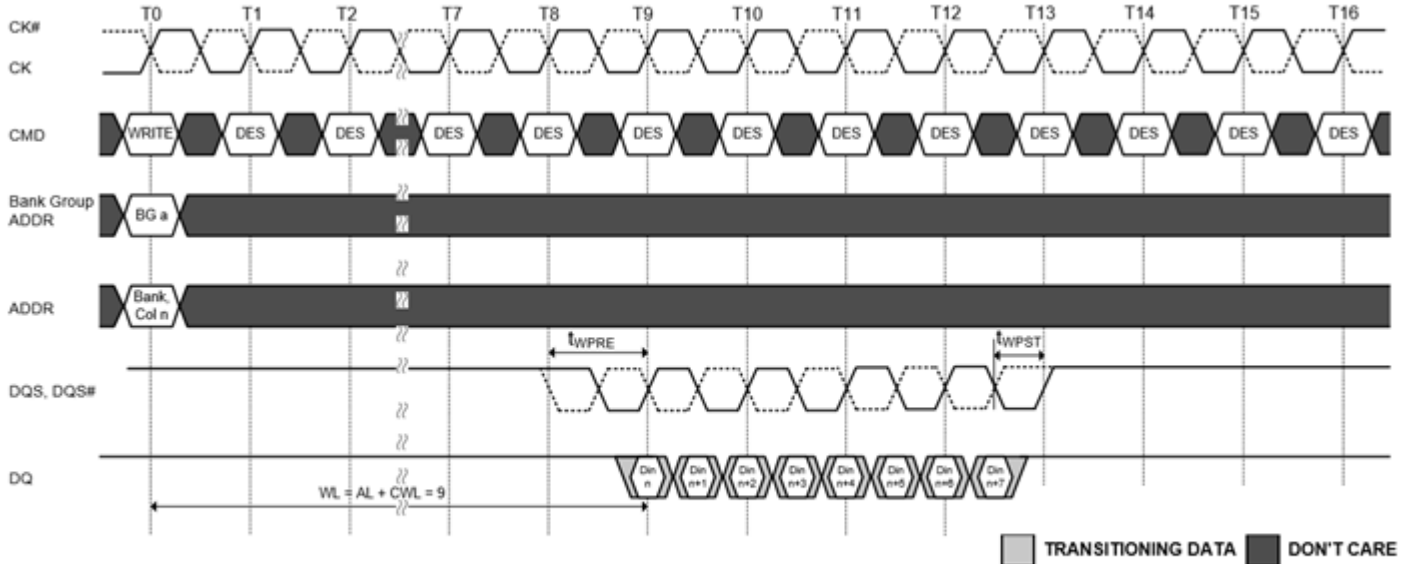 T0 T1 T2 T7 T8 T9 T10 T11 T12 T13 T14 T15 T16
CK#
CK
CMD WRITE DES DES DES DES DES DES DES DES DES DES DES DES
Bank Group
ADDR
BG a
ADDR
Bank,
Col n
tWPRE tWPST
DQS, DQS#
DQ
Din Din Din Din Din Din Din Din
n n+1 n+2 n+3 n+4 n+5 n=6 n+7
WL = AL + CWL = 9
TRANSITIONING DATA DON'T CARE